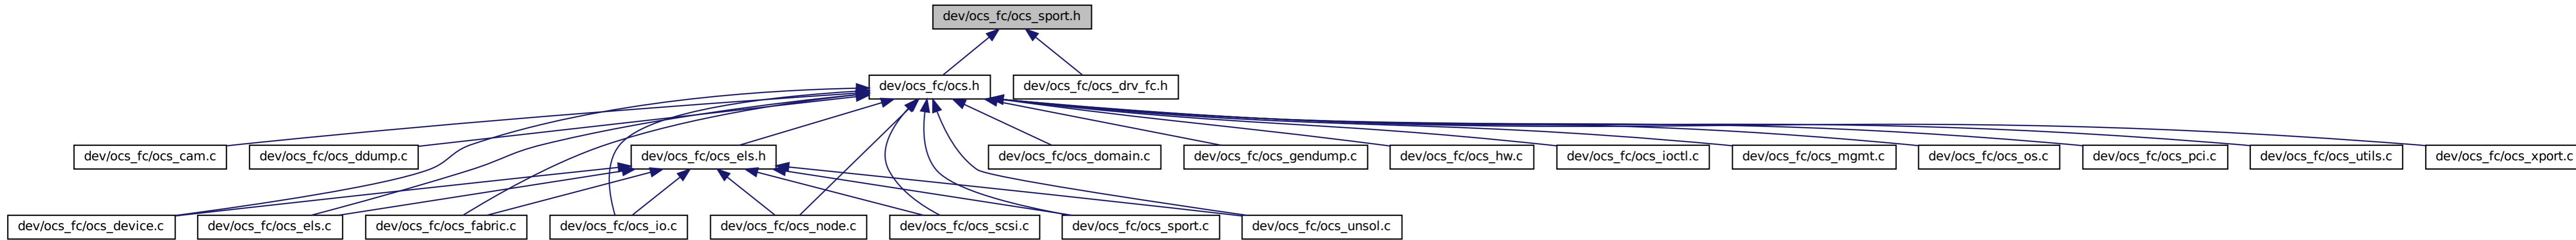 dev/ocs_fc/ocs_sport.h
dev/ocs_fc/ocs.h
dev/ocs_fc/ocs_drv_fc.h
dev/ocs_fc/ocs_cam.c
dev/ocs_fc/ocs_ddump.c
dev/ocs_fc/ocs_els.h
dev/ocs_fc/ocs_domain.c
dev/ocs_fc/ocs_gendump.c
dev/ocs_fc/ocs_hw.c
dev/ocs_fc/ocs_ioctl.c
dev/ocs_fc/ocs_mgmt.c
dev/ocs_fc/ocs_os.c
dev/ocs_fc/ocs_pci.c
dev/ocs_fc/ocs_utils.c
dev/ocs_fc/ocs_xport.c
dev/ocs_fc/ocs_device.c
dev/ocs_fc/ocs_els.c
dev/ocs_fc/ocs_fabric.c
dev/ocs_fc/ocs_io.c
dev/ocs_fc/ocs_node.c
dev/ocs_fc/ocs_scsi.c
dev/ocs_fc/ocs_sport.c
dev/ocs_fc/ocs_unsol.c